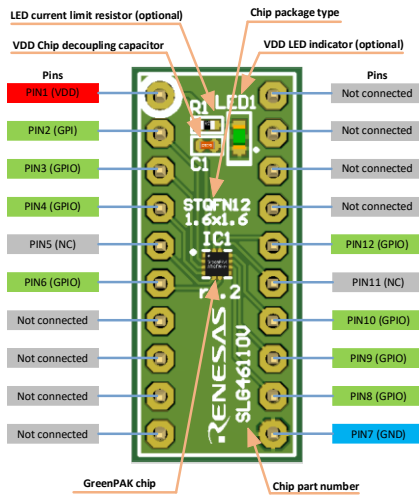 LED current limit resistor (optional)
Chip package type
VDD Chip decoupling capacitor
VDD LED indicator (optional)
Pins
Pins
PIN1 (VDD)
Not connected
PIN2 (GPI)
Not connected
PIN3 (GPIO)
Not connected
PIN4 (GPIO)
Not connected
PIN5 (NC)
PIN12 (GPIO)
PIN6 (GPIO)
PIN11 (NC)
Not connected
PIN10 (GPIO)
Not connected
PIN9 (GPIO)
Not connected
PIN8 (GPIO)
Not connected
PIN7 (GND)
R1
LED1
C1
STQFN12
1.6x1.6
IC1
RENESAS
SLG46110V
GreenPAK chip
Chip part number